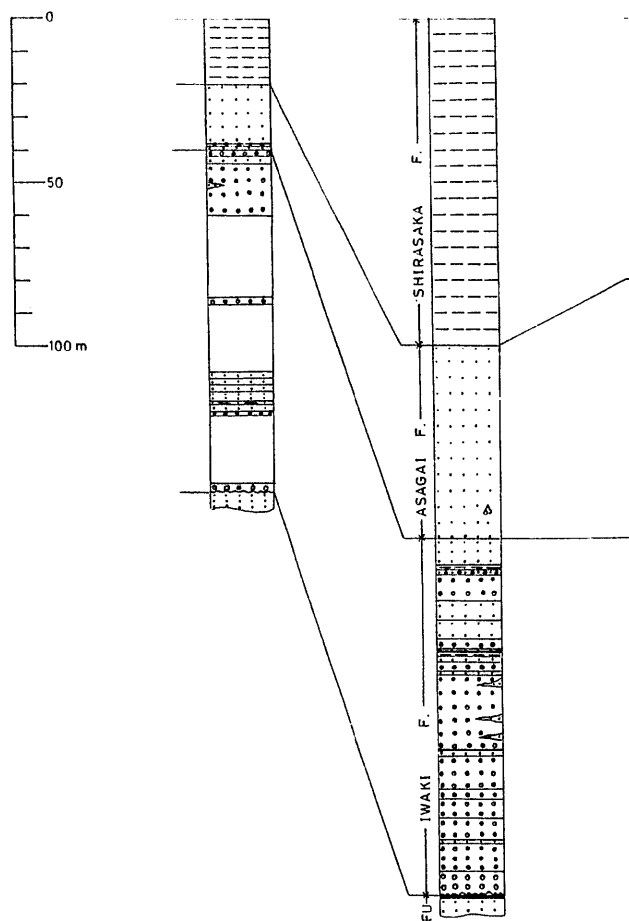 0
50
100 m
SHIRASAKA F.
ASAGAI F.
IWAKI F.
FU